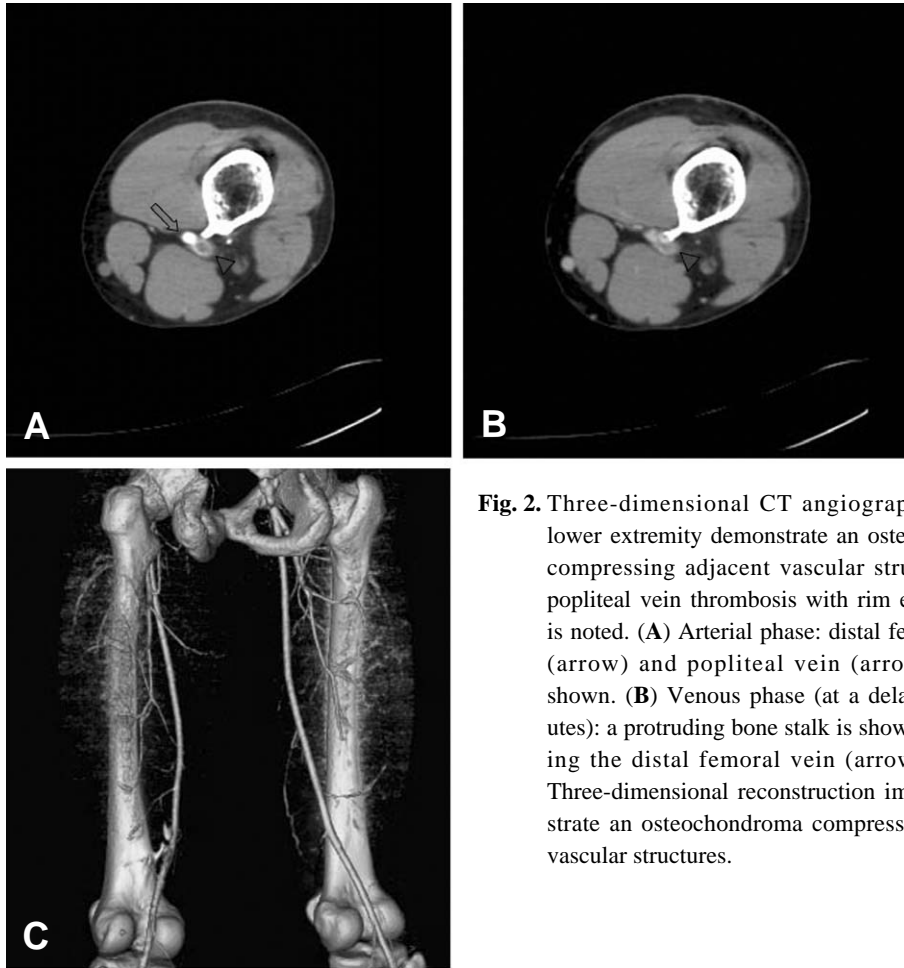 A
B
C
Fig. 2. Three-dimensional CT angiograp
lower extremity demonstrate an oste
compressing adjacent vascular stru
popliteal vein thrombosis with rim e
is noted. (A) Arterial phase: distal fe
(arrow) and popliteal vein (arro
shown. (B) Venous phase (at a dela
utes): a protruding bone stalk is show
ing the distal femoral vein (arrow
Three-dimensional reconstruction im
strate an osteochondroma compress
vascular structures.